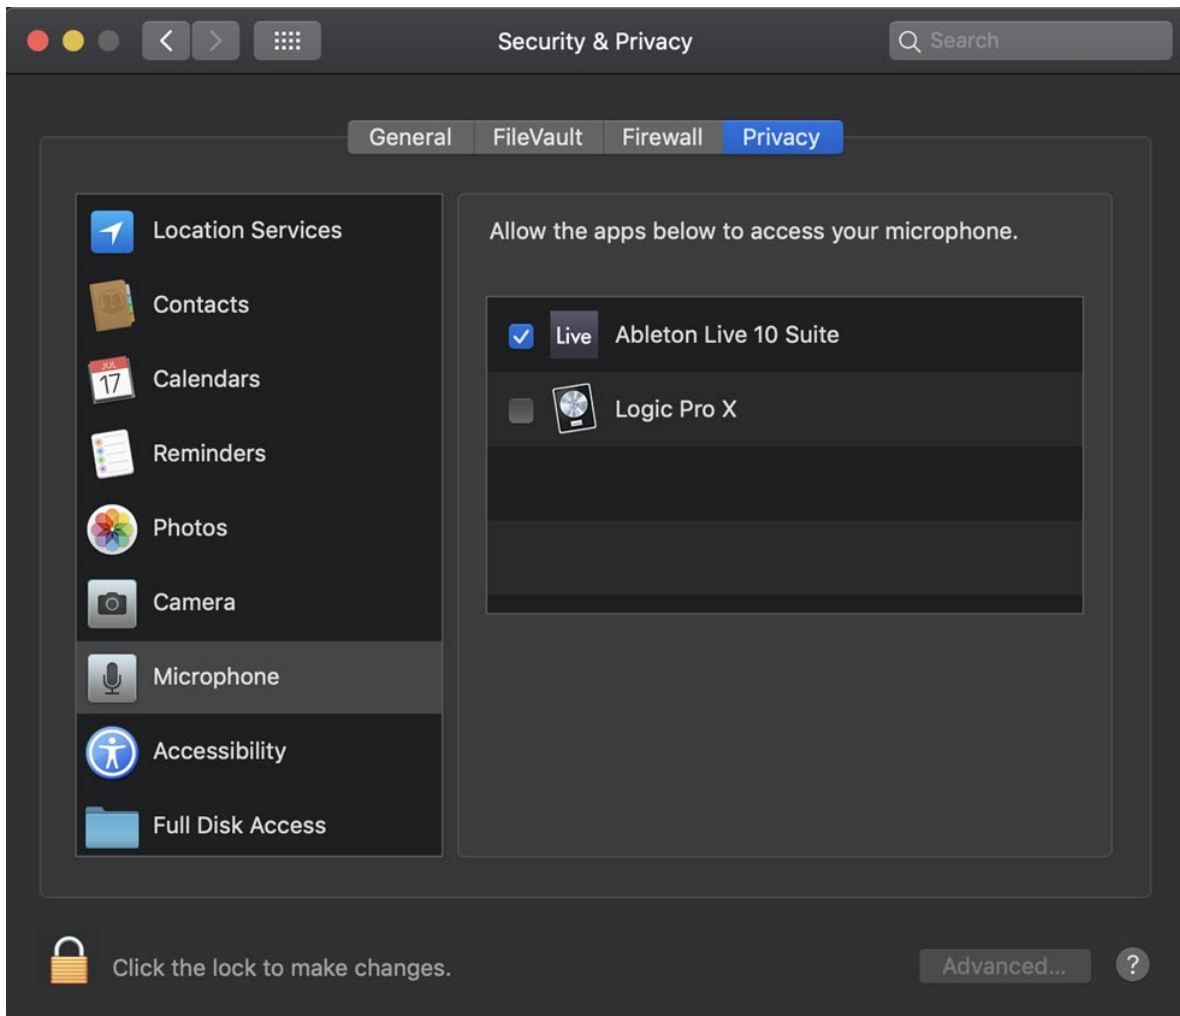 Security & Privacy
Search
General FileVault Firewall Privacy
Location Services
Contacts
JUL
17
Calendars
Reminders
Photos
Camera
Microphone
Accessibility
Full Disk Access
Allow the apps below to access your microphone.
Live Ableton Live 10 Suite
Logic Pro X
Click the lock to make changes.
Advanced...
?